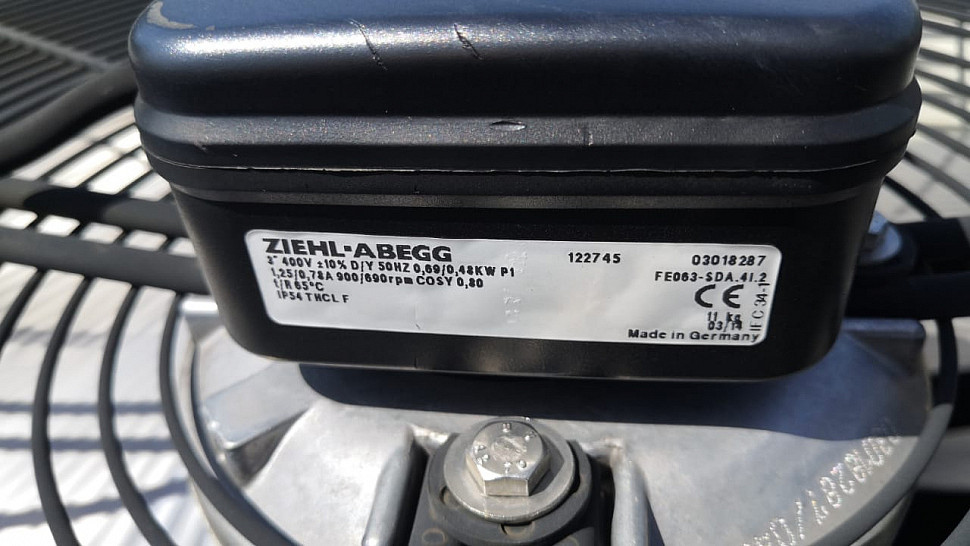 ZIEHL-ABEGG
122745
03018287
3~ 400V ±10% D/Y 50HZ 0,69/0,48KW P1
FE063-SDA.4I.2
1,25/0,78A 900/690rpm COSY 0,80
t/R 65°C
CE
IP54 THCL F
11 kg
03/14
IEC 34-1
Made in Germany